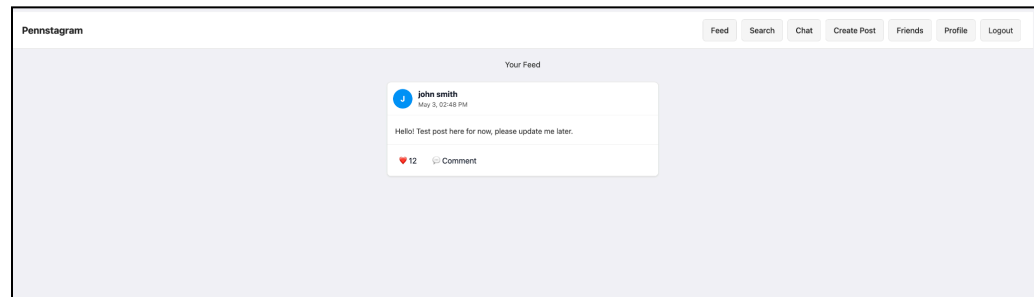 Pennstagram Feed Search Chat Create Post Friends Profile Logout
Your Feed
J john smith
May 3, 02:48 PM
Hello! Test post here for now, please update me later.
❤️ 12 💬 Comment